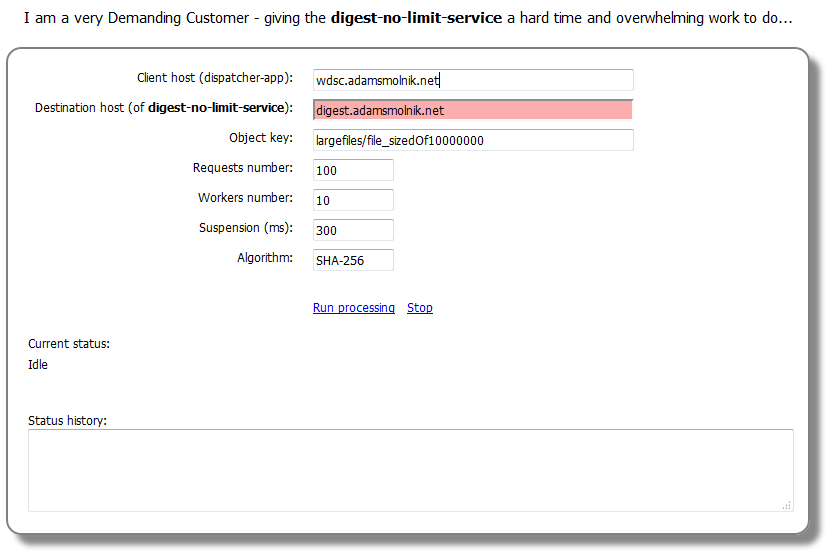 I am a very Demanding Customer - giving the digest-no-limit-service a hard time and overwhelming work to do...
Client host (dispatcher-app): wdsc.adamsmolnik.net
Destination host (of digest-no-limit-service): digest.adamsmolnik.net
Object key: largefiles/file_sizedOf10000000
Requests number: 100
Workers number: 10
Suspension (ms): 300
Algorithm: SHA-256
Run processing Stop
Current status:
Idle
Status history: